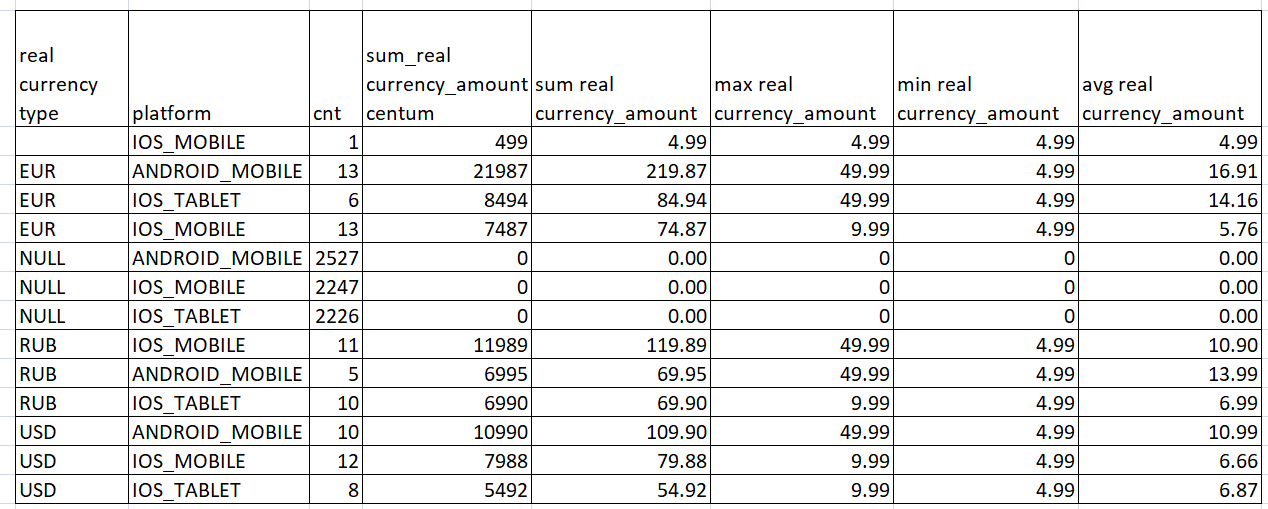 real currency type platform cnt sum_real currency_amount centum sum real currency_amount max real currency_amount min real currency_amount avg real currency_amount
IOS_MOBILE 1 499 4.99 4.99 4.99 4.99
EUR ANDROID_MOBILE 13 21987 219.87 49.99 4.99 16.91
EUR IOS_TABLET 6 8494 84.94 49.99 4.99 14.16
EUR IOS_MOBILE 13 7487 74.87 9.99 4.99 5.76
NULL ANDROID_MOBILE 2527 0 0.00 0 0 0.00
NULL IOS_MOBILE 2247 0 0.00 0 0 0.00
NULL IOS_TABLET 2226 0 0.00 0 0 0.00
RUB IOS_MOBILE 11 11989 119.89 49.99 4.99 10.90
RUB ANDROID_MOBILE 5 6995 69.95 49.99 4.99 13.99
RUB IOS_TABLET 10 6990 69.90 9.99 4.99 6.99
USD ANDROID_MOBILE 10 10990 109.90 49.99 4.99 10.99
USD IOS_MOBILE 12 7988 79.88 9.99 4.99 6.66
USD IOS_TABLET 8 5492 54.92 9.99 4.99 6.87